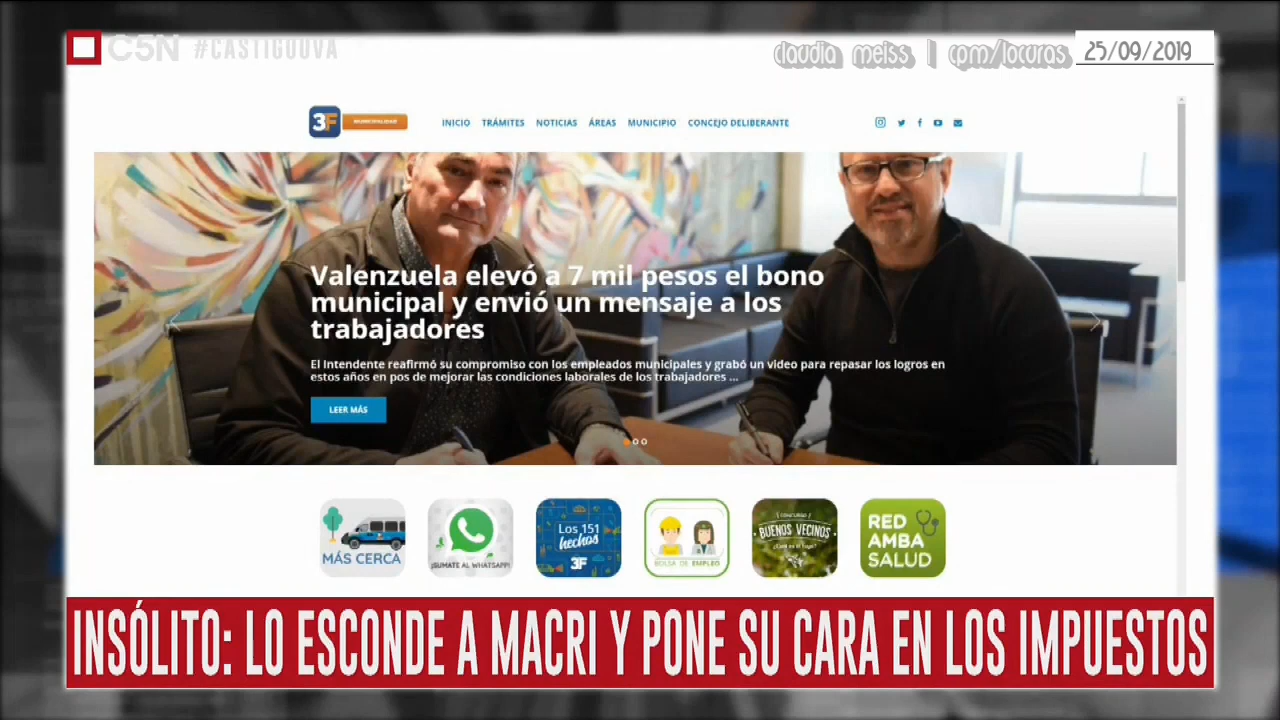 C5N #CASTIGOUVA
claudia meiss | cpm/locuras
25/09/2019
3F MUNICIPALIDAD
INICIO TRÁMITES NOTICIAS ÁREAS MUNICIPIO CONCEJO DELIBERANTE
Valenzuela elevó a 7 mil pesos el bono
municipal y envió un mensaje a los
trabajadores
El Intendente reafirmó su compromiso con los empleados municipales y grabó un video para repasar los logros en
estos años en pos de mejorar las condiciones laborales de los trabajadores ...
LEER MÁS
MÁS CERCA
¡SUMATE AL WHATSAPP!
Los 151
hechos
3F
BOLSA DE EMPLEO
CONCURSO
BUENOS VECINOS
RED
AMBA
SALUD
INSÓLITO: LO ESCONDE A MACRI Y PONE SU CARA EN LOS IMPUESTOS